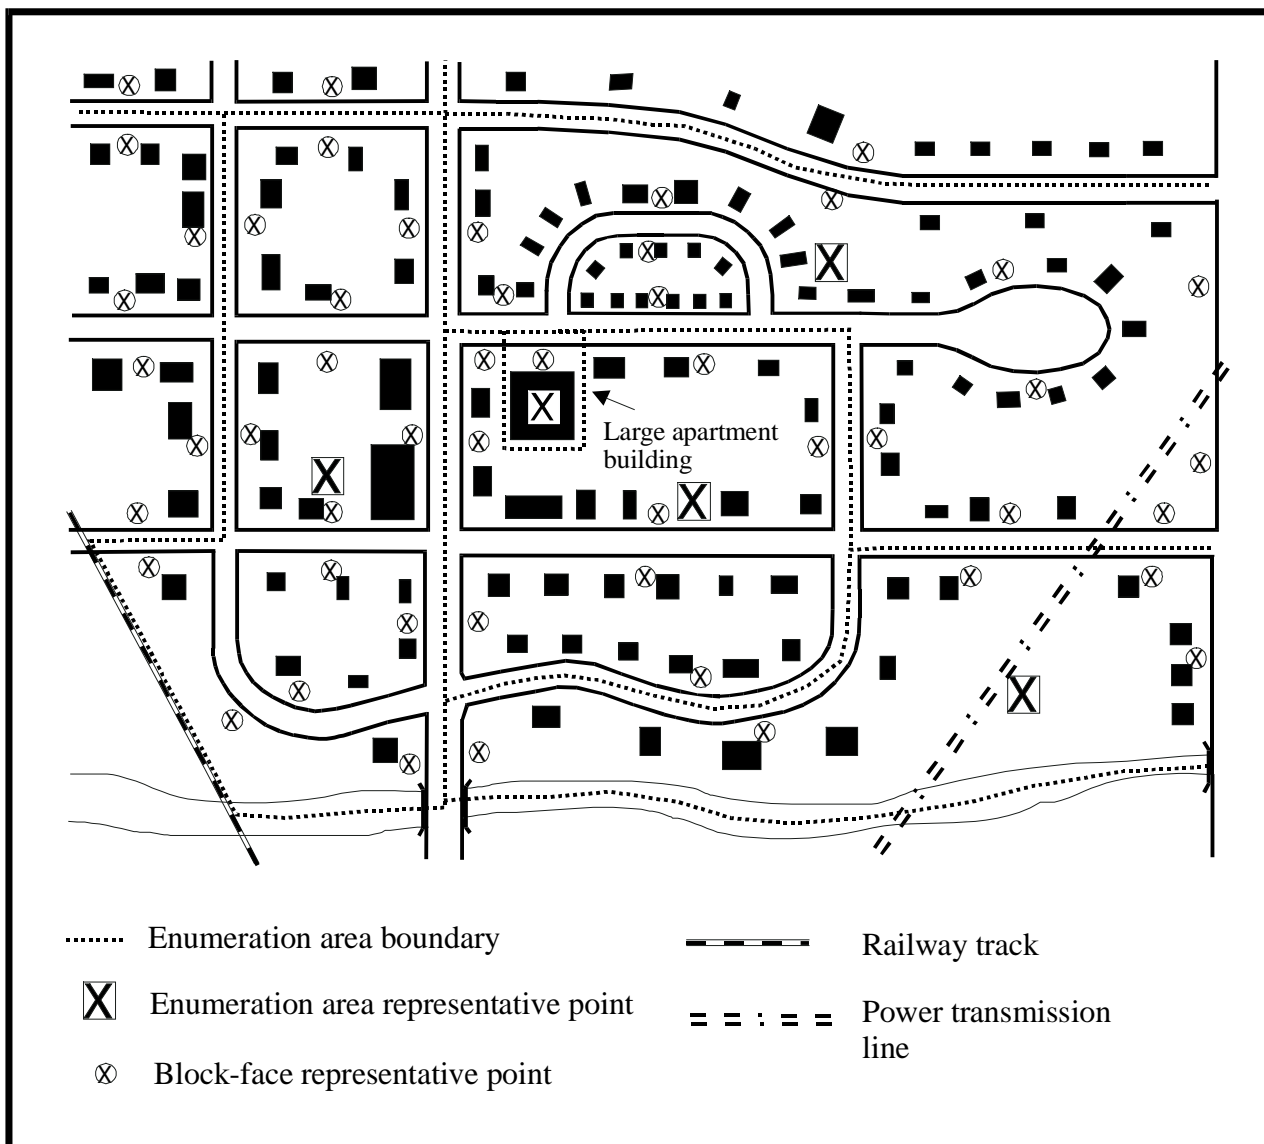 Large apartment
building
Enumeration area boundary
Railway track
Enumeration area representative point
Power transmission
line
Block-face representative point